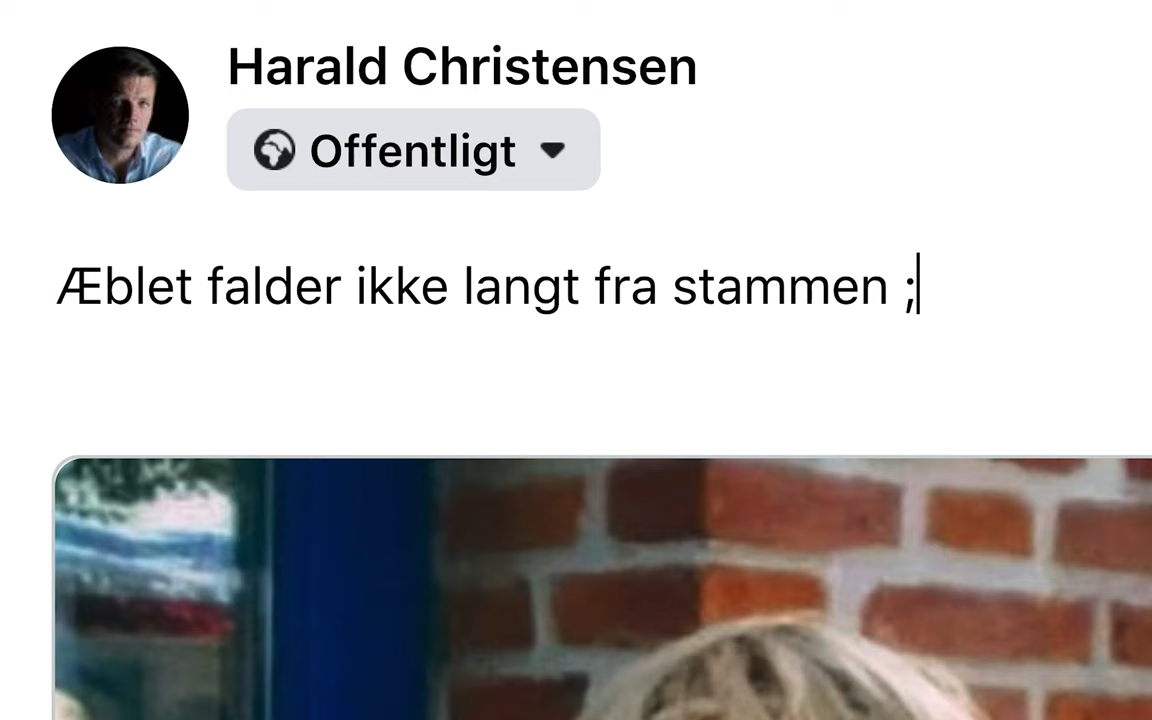 Harald Christensen
Offentligt
Æblet falder ikke langt fra stammen ;